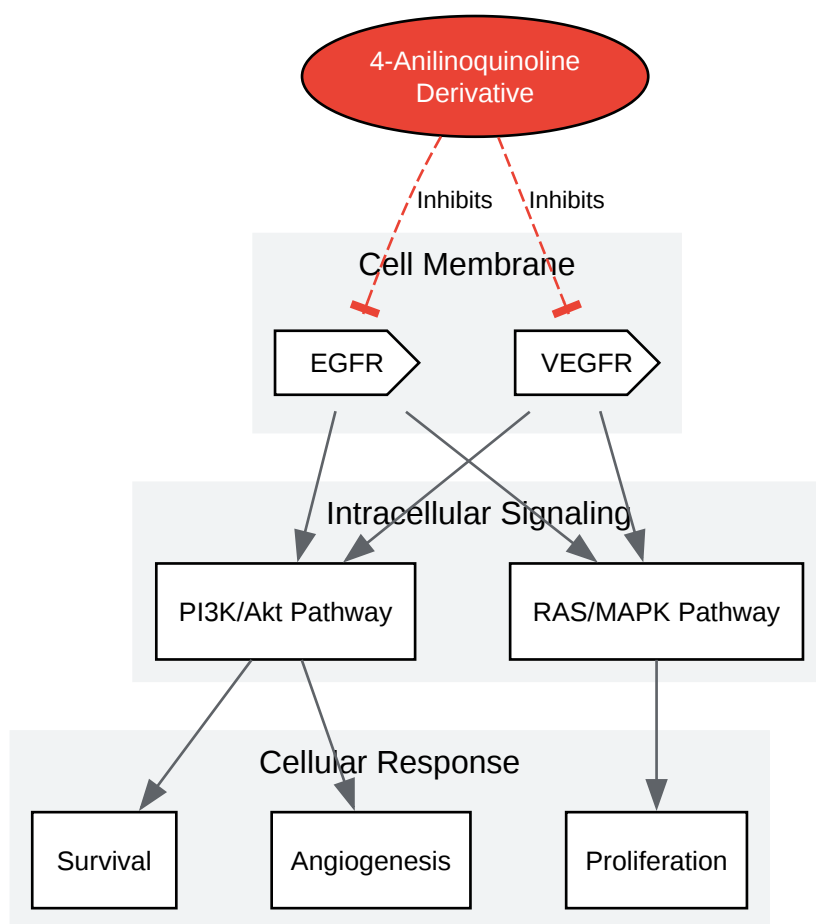 4-Anilinoquinoline
Derivative
Inhibits
Inhibits
Cell Membrane
EGFR
VEGFR
Intracellular Signaling
PI3K/Akt Pathway
RAS/MAPK Pathway
Cellular Response
Survival
Angiogenesis
Proliferation